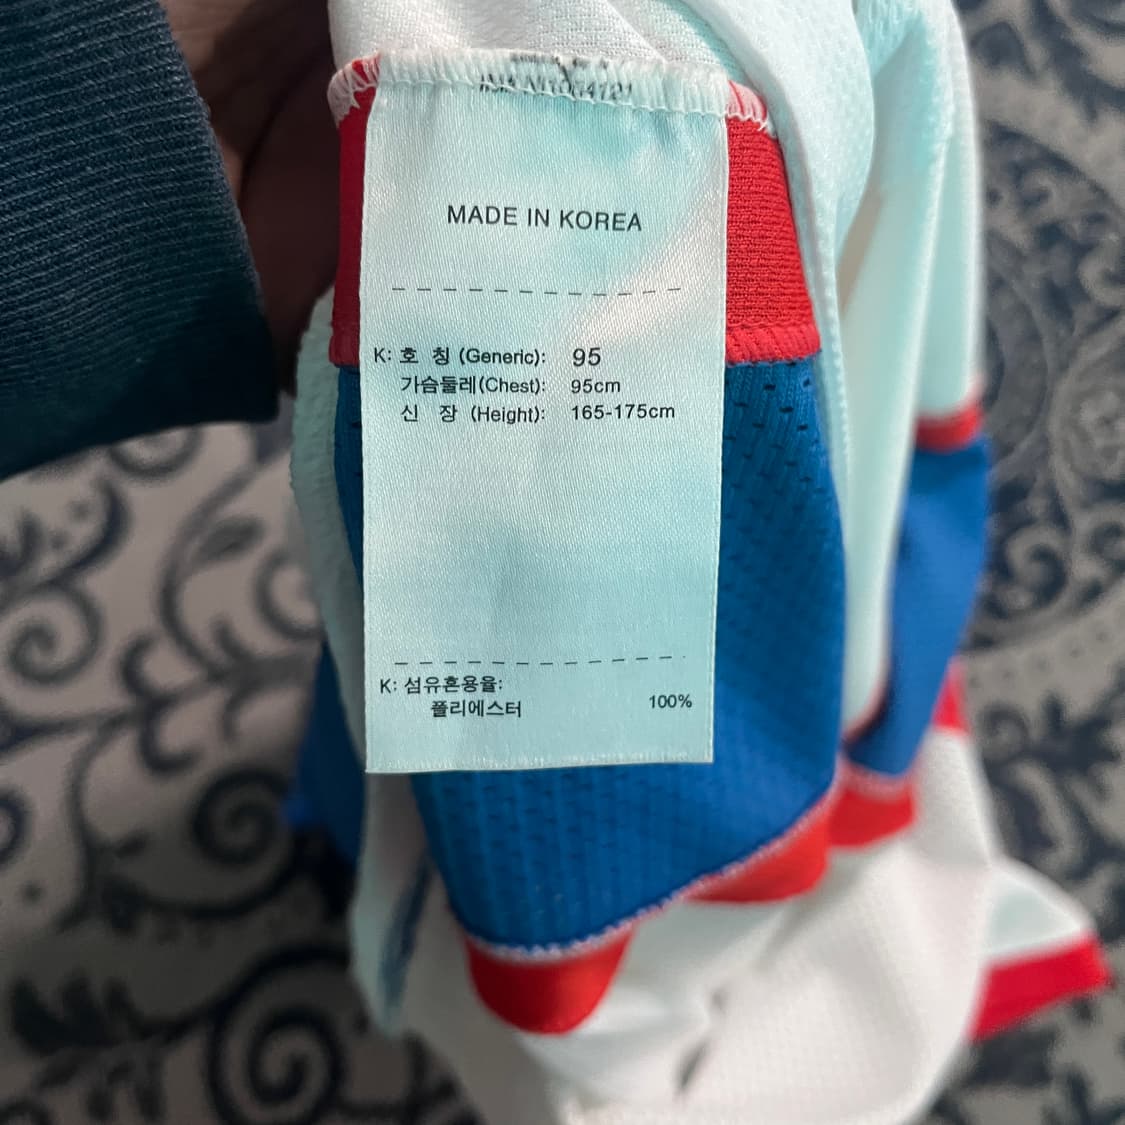 MADE IN KOREA
K: 호 칭 (Generic): 95
가슴둘레(Chest): 95cm
신 장 (Height): 165-175cm
K: 섬유혼용율:
폴리에스터 100%